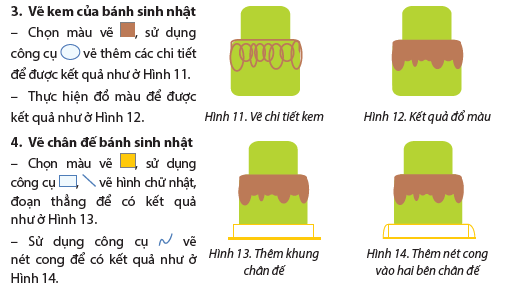 3. Vẽ kem của bánh sinh nhật
– Chọn màu vẽ , sử dụng
công cụ vẽ thêm các chi tiết
để được kết quả như ở Hình 11.
– Thực hiện đổ màu để được
kết quả như ở Hình 12.
Hình 11. Vẽ chi tiết kem
Hình 12. Kết quả đổ màu
4. Vẽ chân đế bánh sinh nhật
– Chọn màu vẽ , sử dụng
công cụ , vẽ hình chữ nhật,
đoạn thẳng để có kết quả
như ở Hình 13.
– Sử dụng công cụ vẽ
nét cong để có kết quả như ở
Hình 14.
Hình 13. Thêm khung
chân đế
Hình 14. Thêm nét cong
vào hai bên chân đế